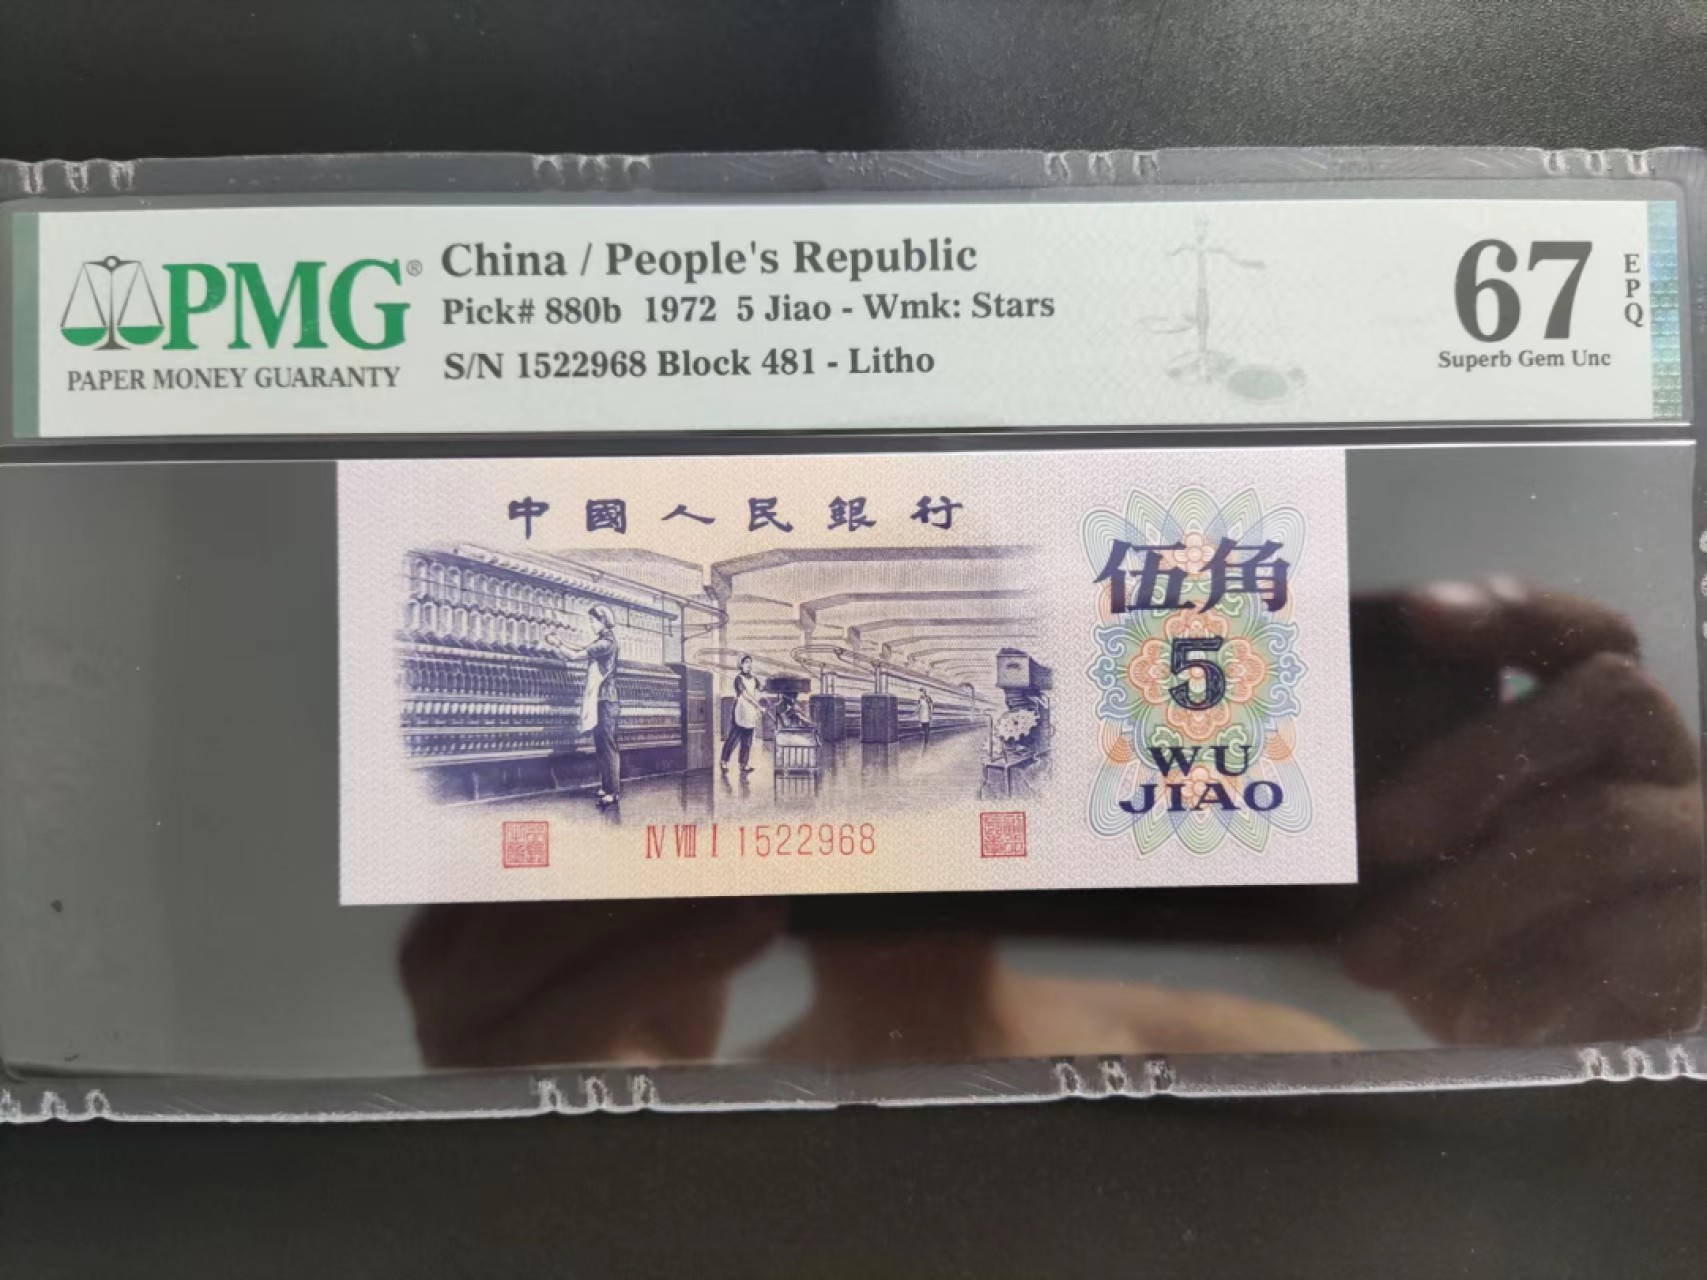 PMG®
PAPER MONEY GUARANTY
China / People's Republic
Pick# 880b 1972 5 Jiao - Wmk: Stars
S/N 1522968 Block 481 - Litho
67
EPQ
Superb Gem Unc
中國人民銀行
伍角
5
WU
JIAO
IV VIII I 1522968